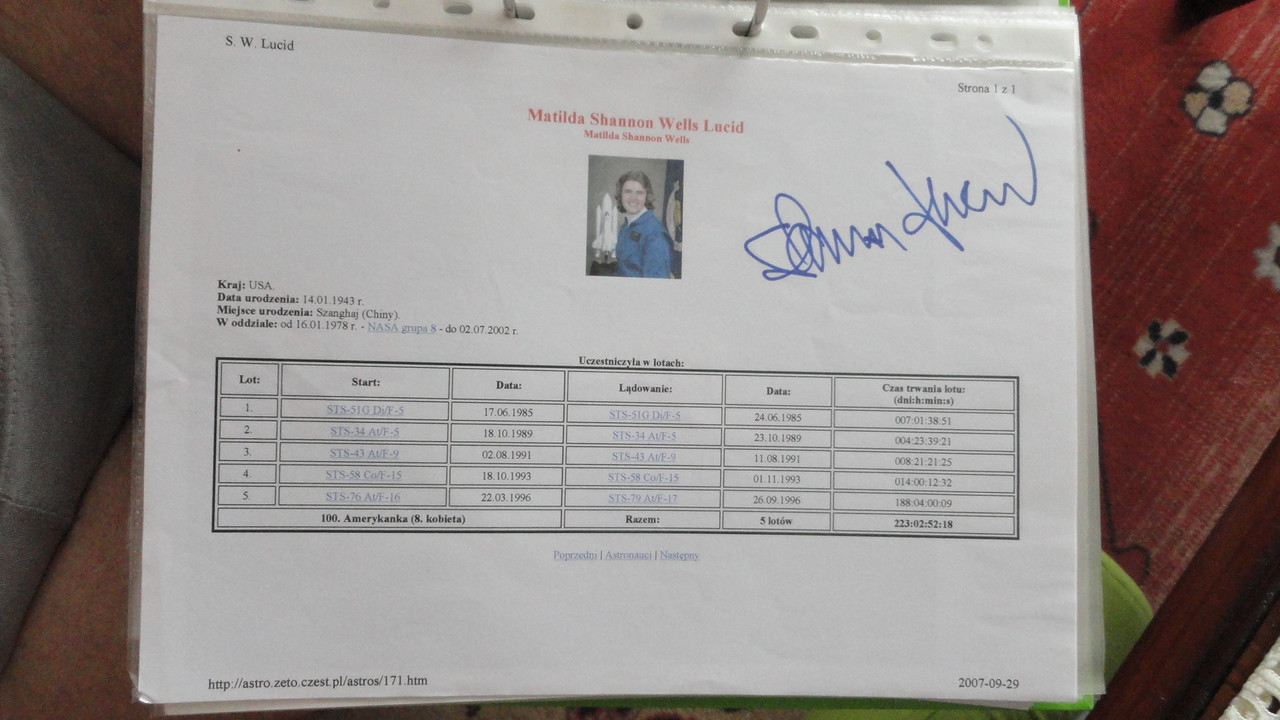 S. W. Lucid
Strona 1 z 1
Matilda Shannon Wells Lucid
Matilda Shannon Wells
Kraj: USA.
Data urodzenia: 14.01.1943 r.
Miejsce urodzenia: Szanghaj (Chiny).
W oddziale: od 16.01.1978 r. - NASA grupa 8 - do 02.07.2002 r.
Uczestniczyła w lotach:
Lot: Start: Data: Lądowanie: Data: Czas trwania lotu: (dni:h:min:s)
1. STS-51G Di/F-5 17.06.1985 STS-51G Di/F-5 24.06.1985 007:01:38:51
2. STS-34 At/F-5 18.10.1989 STS-34 At/F-5 23.10.1989 004:23:39:21
3. STS-43 At/F-9 02.08.1991 STS-43 At/F-9 11.08.1991 008:21:21:25
4. STS-58 Co/F-15 18.10.1993 STS-58 Co/F-15 01.11.1993 014:00:12:32
5. STS-76 At/F-16 22.03.1996 STS-79 At/F-17 26.09.1996 188:04:00:09
100. Amerykanka (8. kobieta) Razem: 5 lotów 223:02:52:18
Poprzedni | Astronauci | Następny
http://astro.zeto.czest.pl/astros/171.htm
2007-09-29